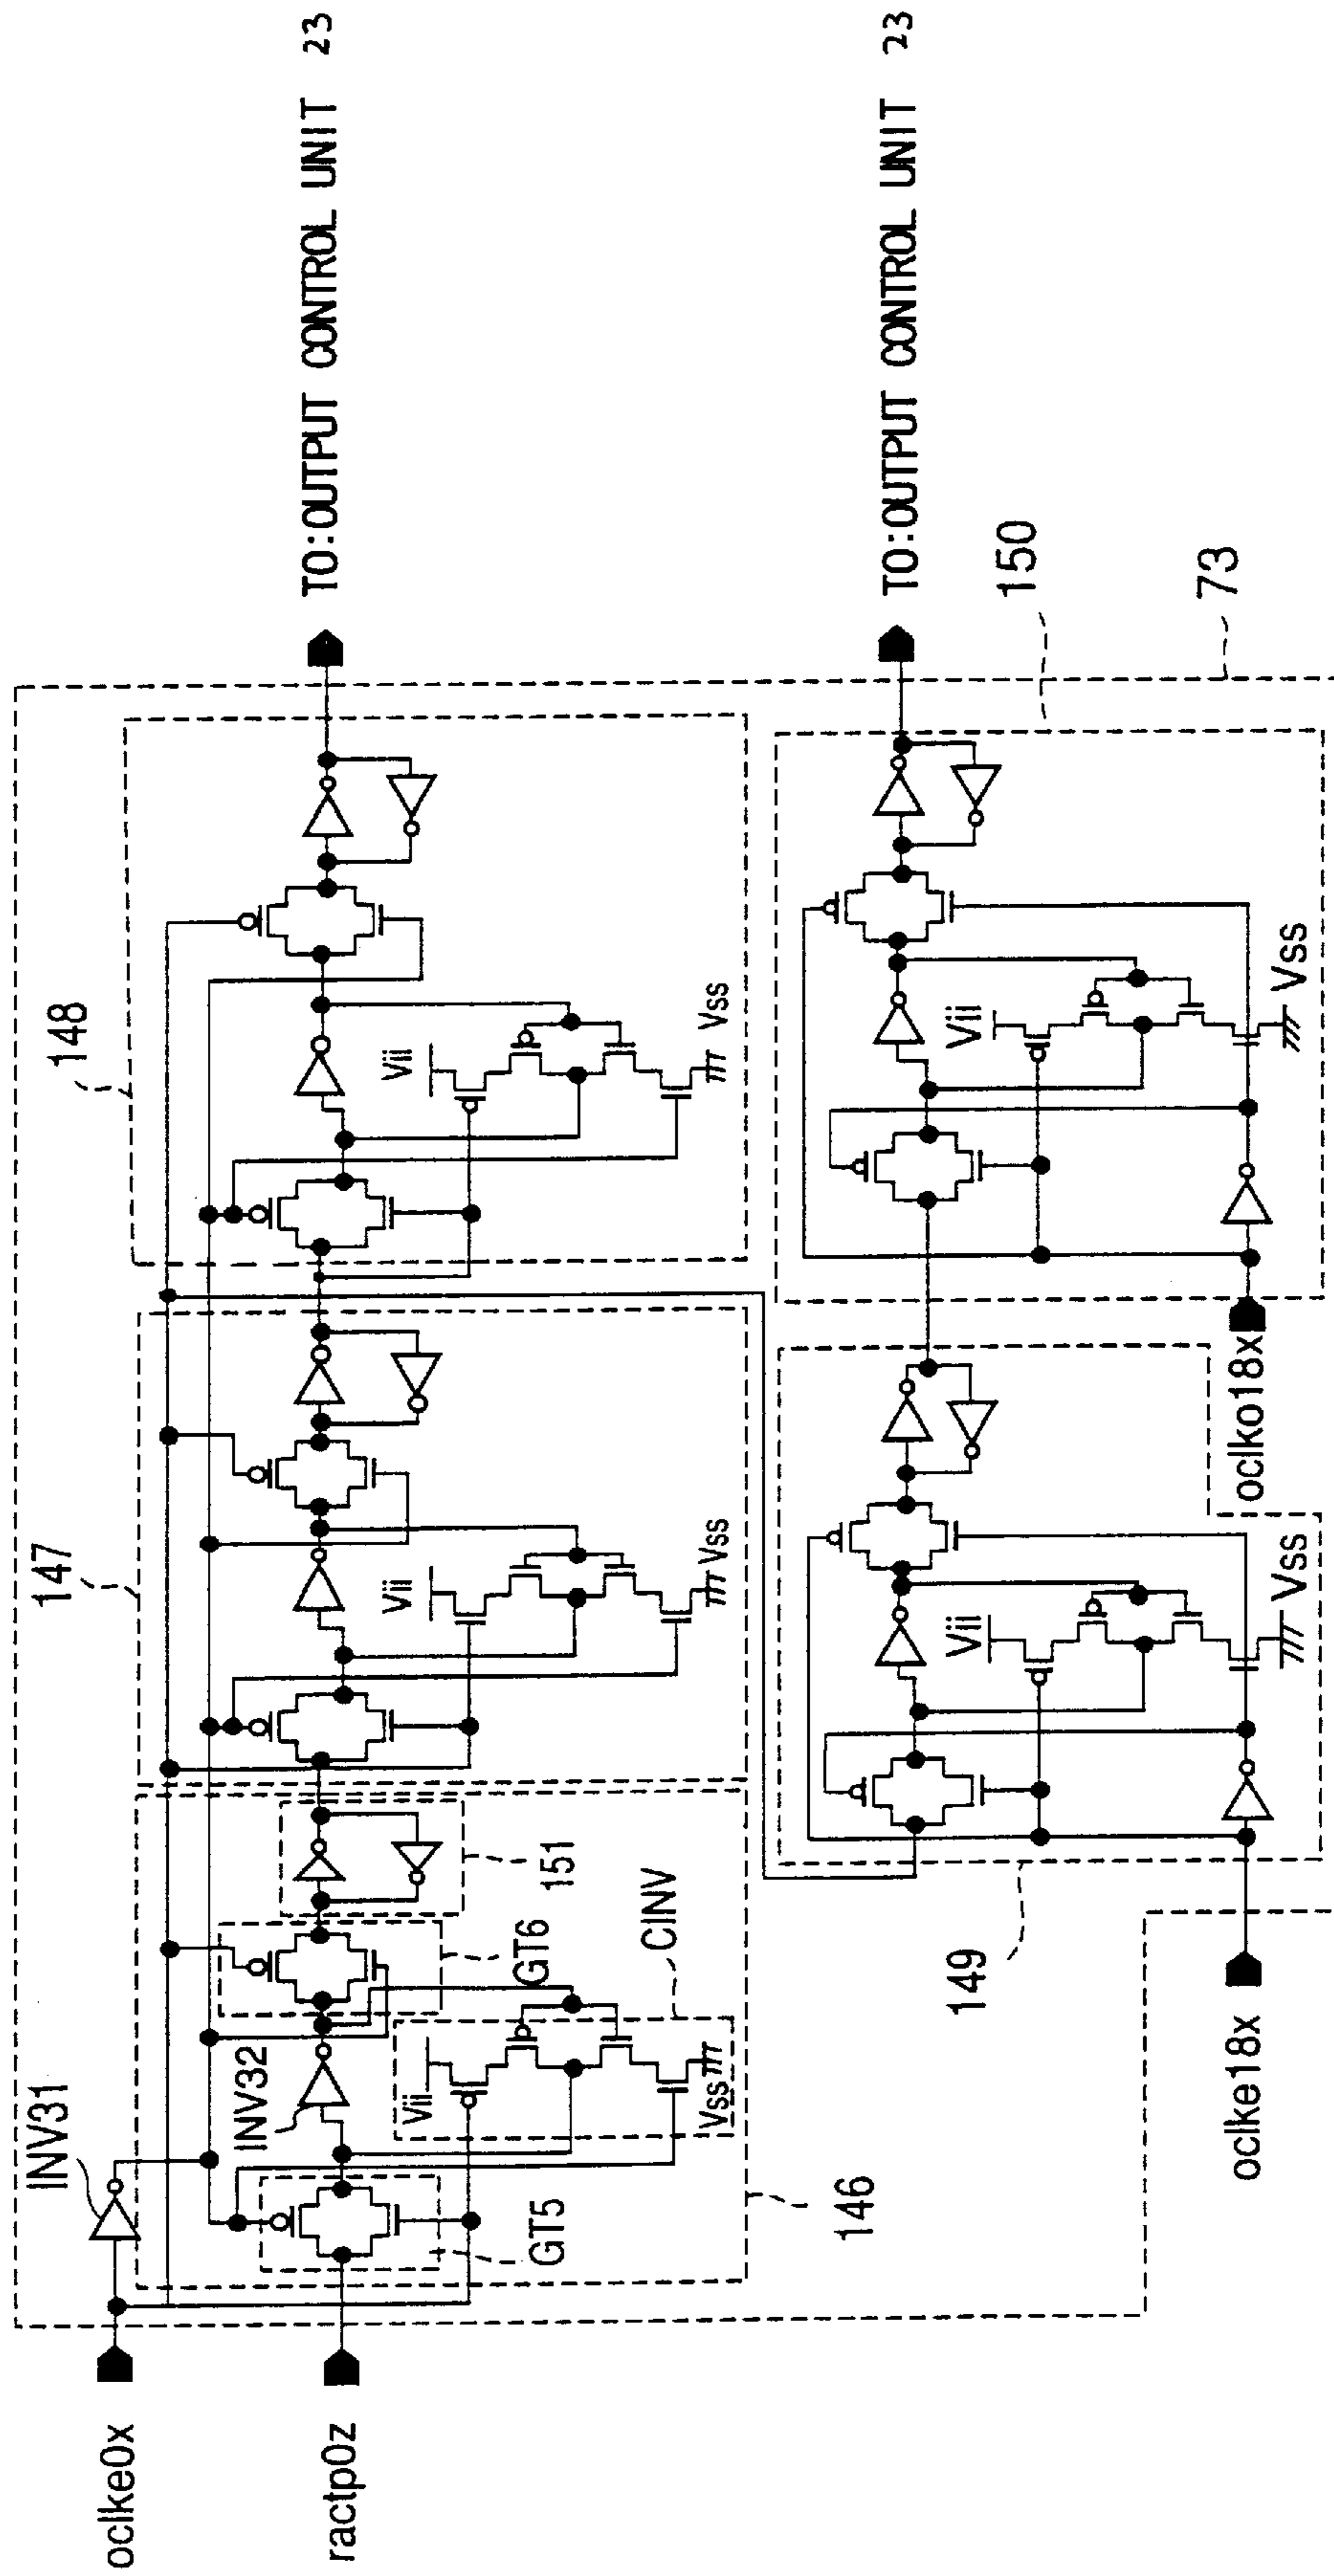 oclke0x
INV31
ractp0z
GT5
INV32
GT6
151
CINV
Vii
Vss
146
147
Vii
Vss
148
Vii
Vss
TO:OUTPUT CONTROL UNIT 23
oclke18x
149
Vii
Vss
oclko18x
Vii
Vss
150
73
TO:OUTPUT CONTROL UNIT 23